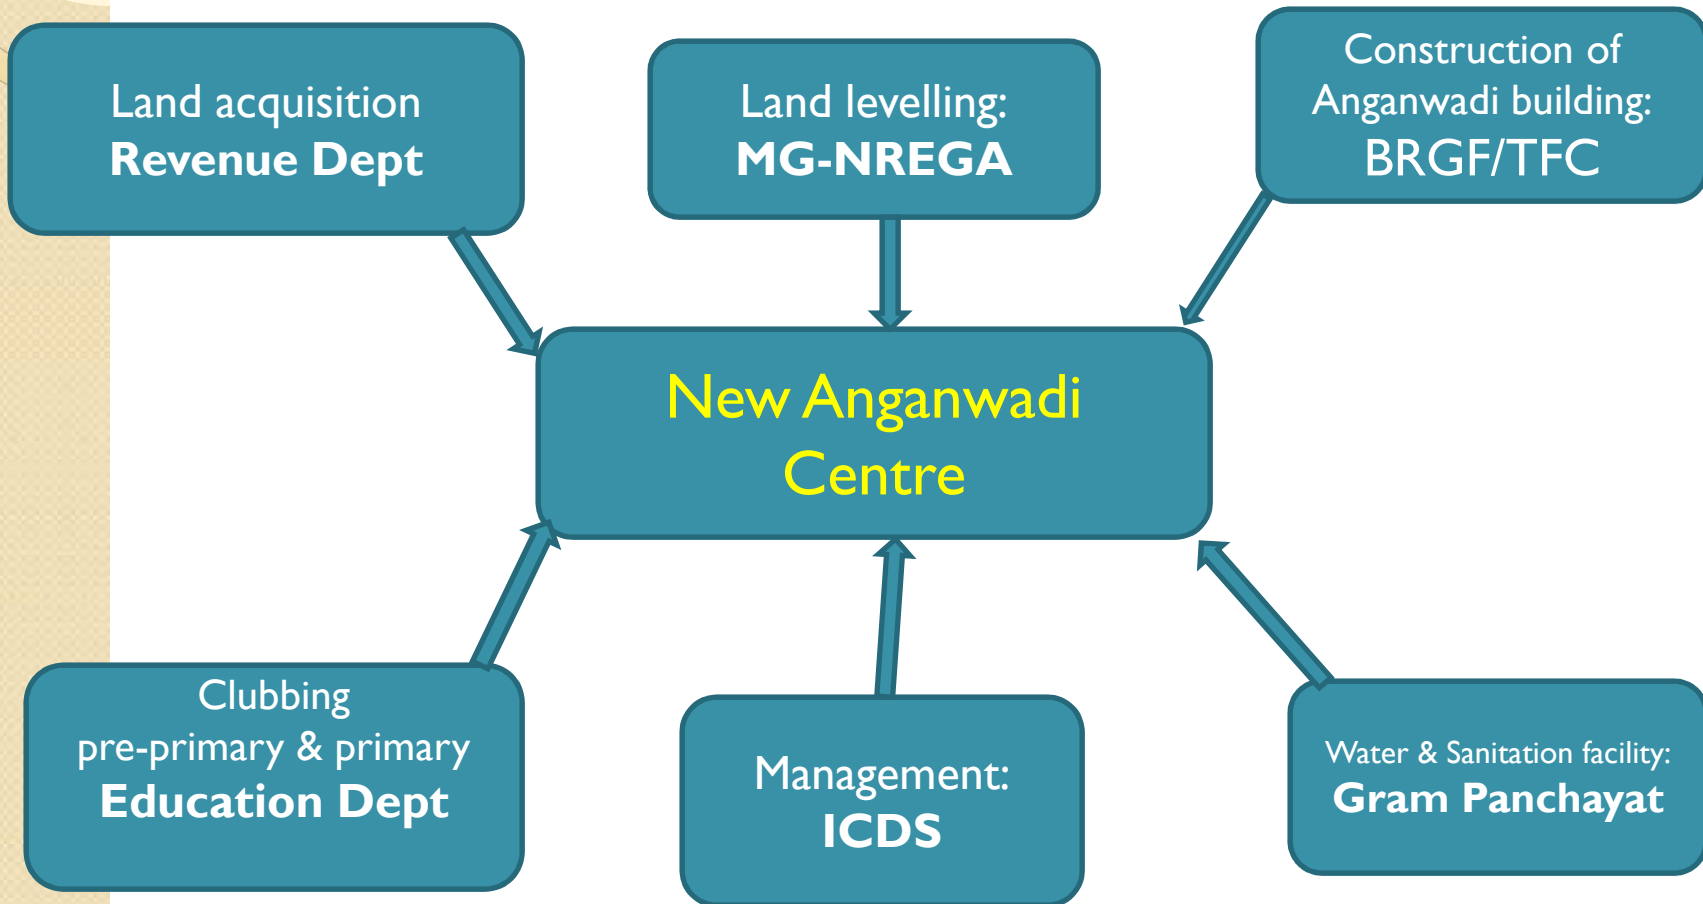 Land acquisition
Revenue Dept
Land levelling:
MG-NREGA
Construction of
Anganwadi building:
BRGF/TFC
New Anganwadi
Centre
Clubbing
pre-primary & primary
Education Dept
Management:
ICDS
Water & Sanitation facility:
Gram Panchayat